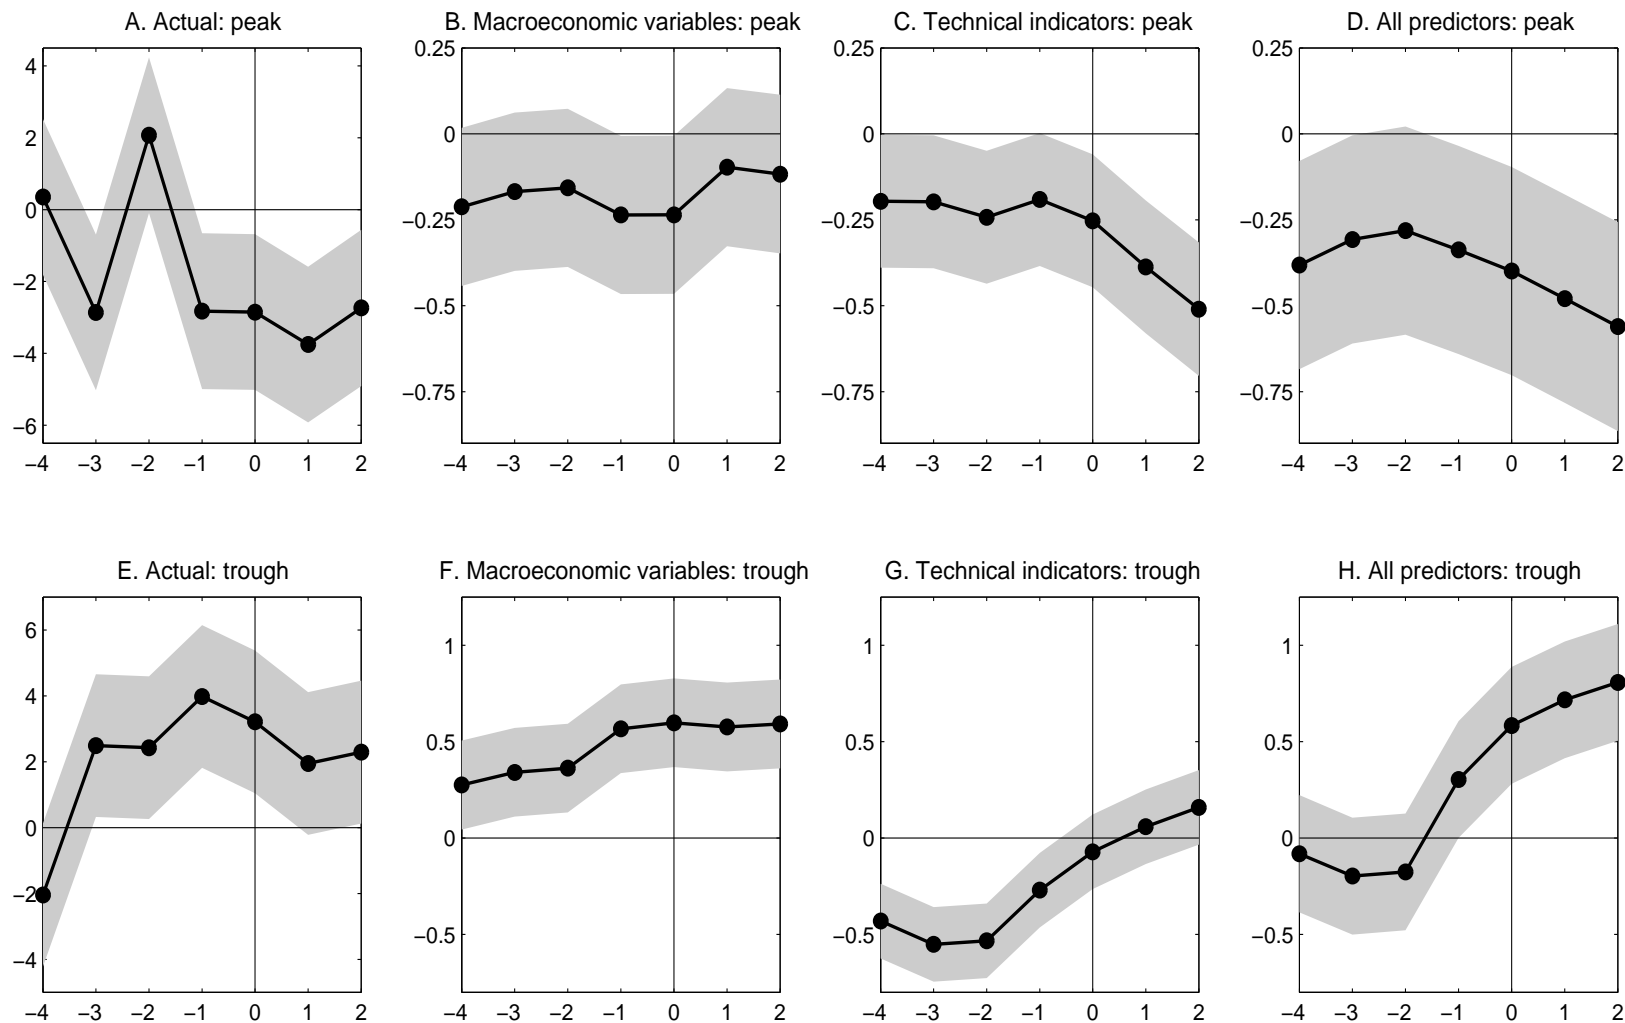 A. Actual: peak
4
2
0
−2
−4
−6
−4 −3 −2 −1 0 1 2
B. Macroeconomic variables: peak
0.25
0
−0.25
−0.5
−0.75
−4 −3 −2 −1 0 1 2
C. Technical indicators: peak
0.25
0
−0.25
−0.5
−0.75
−4 −3 −2 −1 0 1 2
D. All predictors: peak
0.25
0
−0.25
−0.5
−0.75
−4 −3 −2 −1 0 1 2
E. Actual: trough
6
4
2
0
−2
−4
−4 −3 −2 −1 0 1 2
F. Macroeconomic variables: trough
1
0.5
0
−0.5
−4 −3 −2 −1 0 1 2
G. Technical indicators: trough
1
0.5
0
−0.5
−4 −3 −2 −1 0 1 2
H. All predictors: trough
1
0.5
0
−0.5
−4 −3 −2 −1 0 1 2